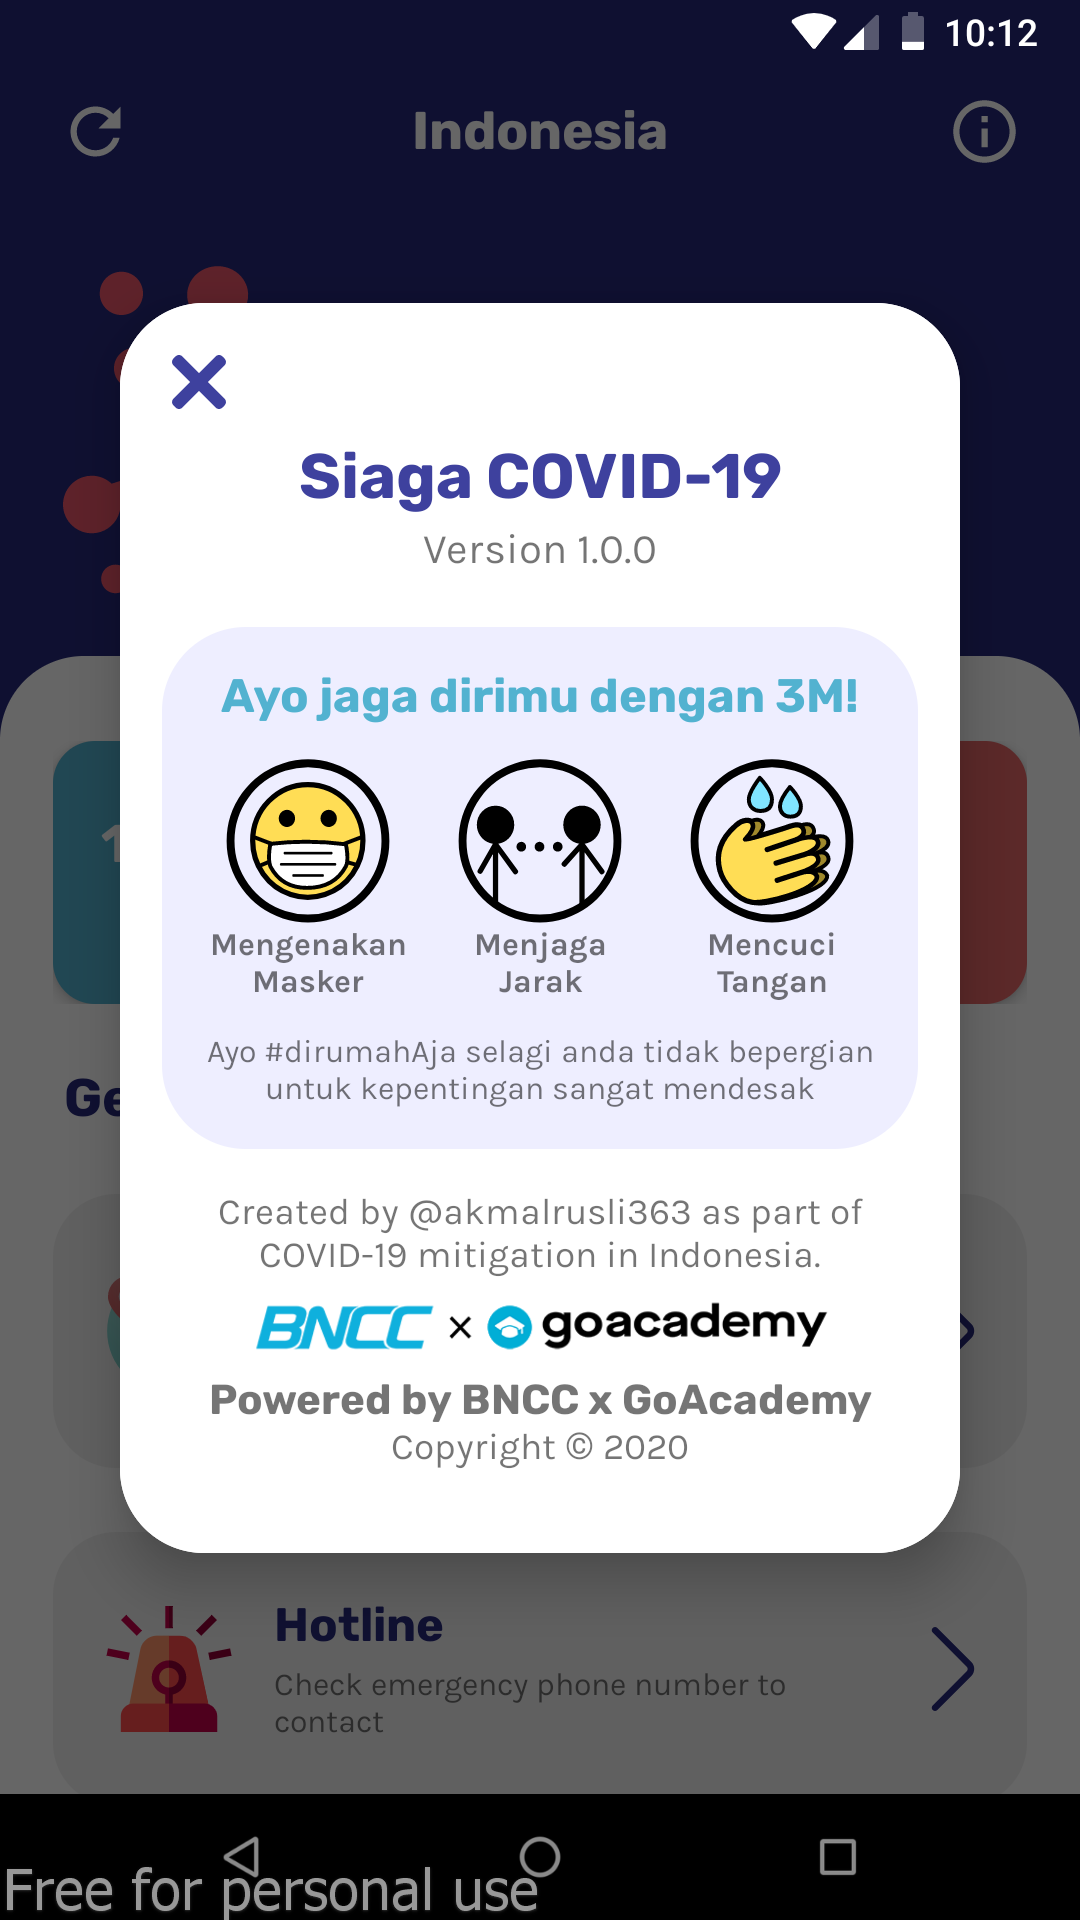 10:12
Indonesia
Siaga COVID-19
Version 1.0.0
Ayo jaga dirimu dengan 3M!
Mengenakan
Masker
Menjaga
Jarak
Mencuci
Tangan
Ayo #dirumahAja selagi anda tidak bepergian
untuk kepentingan sangat mendesak
1
Ge
Created by @akmalrusli363 as part of
COVID-19 mitigation in Indonesia.
BNCC × goacademy
Powered by BNCC x GoAcademy
Copyright © 2020
Hotline
Check emergency phone number to
contact
Free for personal use